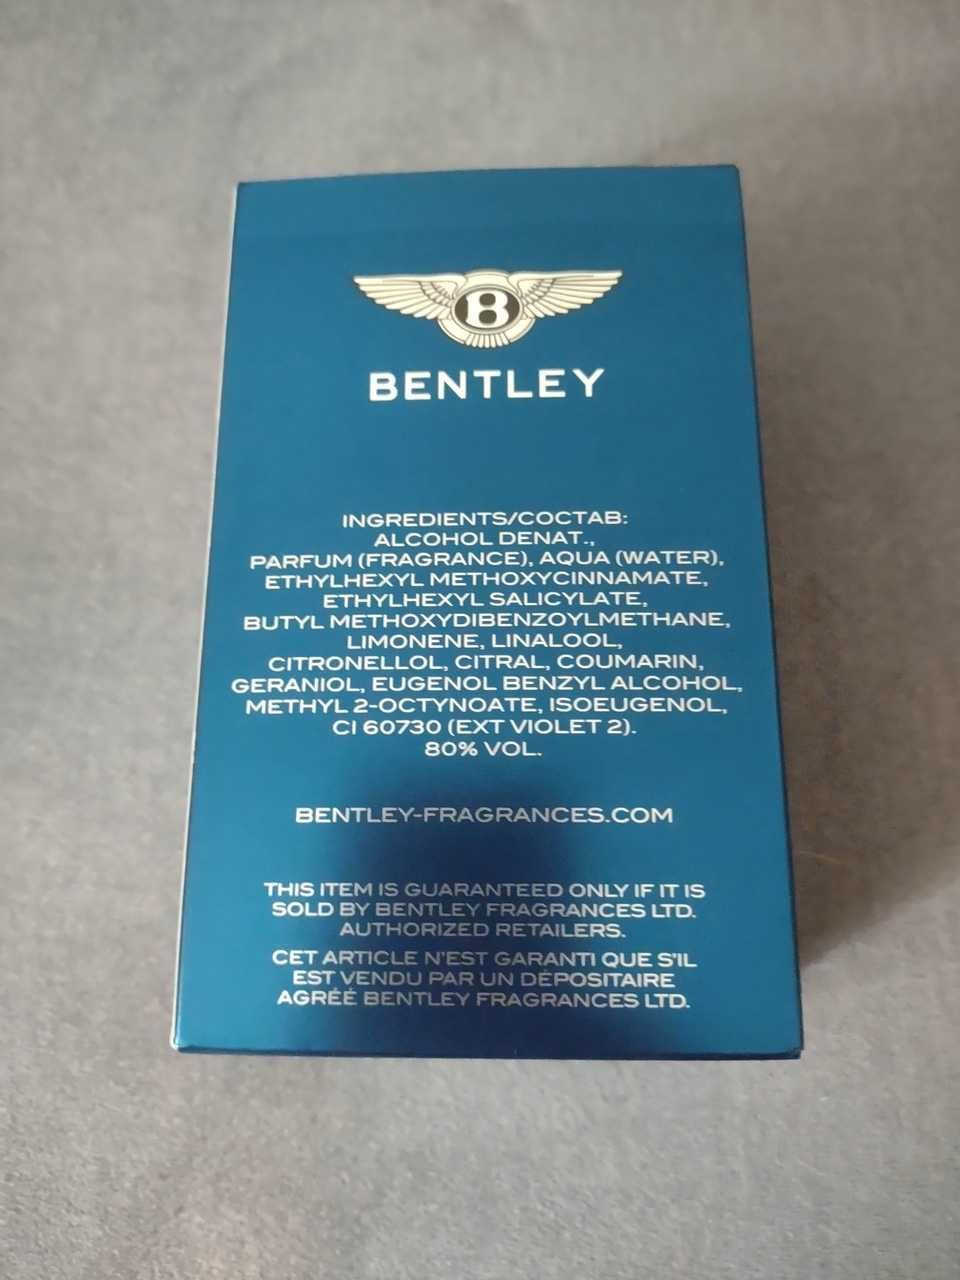 B
BENTLEY
INGREDIENTS/COCTAB:
ALCOHOL DENAT.,
PARFUM (FRAGRANCE), AQUA (WATER),
ETHYLHEXYL METHOXYCINNAMATE,
ETHYLHEXYL SALICYLATE,
BUTYL METHOXYDIBENZOYLMETHANE,
LIMONENE, LINALOOL,
CITRONELLOL, CITRAL, COUMARIN,
GERANIOL, EUGENOL BENZYL ALCOHOL,
METHYL 2-OCTYNOATE, ISOEUGENOL,
CI 60730 (EXT VIOLET 2).
80% VOL.
BENTLEY-FRAGRANCES.COM
THIS ITEM IS GUARANTEED ONLY IF IT IS
SOLD BY BENTLEY FRAGRANCES LTD.
AUTHORIZED RETAILERS.
CET ARTICLE N'EST GARANTI QUE S'IL
EST VENDU PAR UN DÉPOSITAIRE
AGRÉÉ BENTLEY FRAGRANCES LTD.